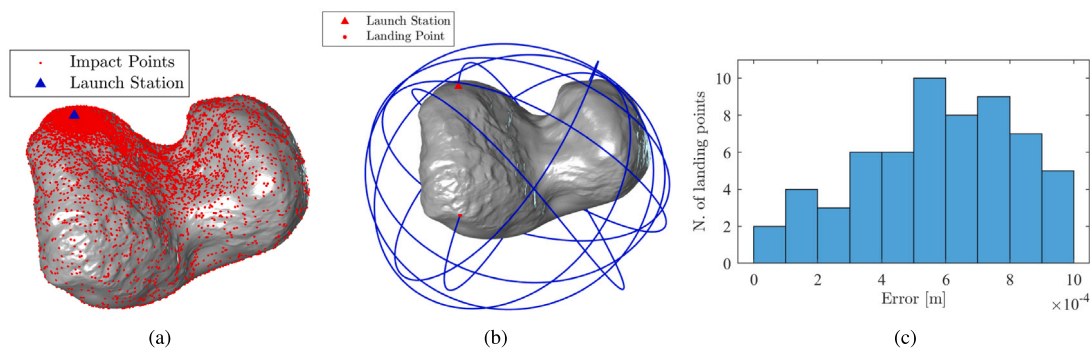 Impact Points
Launch Station
(a)
Launch Station
Landing Point
(b)
N. of landing points
10
8
6
4
2
0
0 2 4 6 8 10
Error [m]
×10⁻⁴
(c)